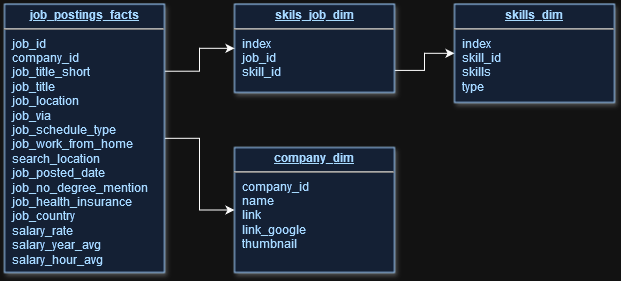 job_postings_facts
job_id
company_id
job_title_short
job_title
job_location
job_via
job_schedule_type
job_work_from_home
search_location
job_posted_date
job_no_degree_mention
job_health_insurance
job_country
salary_rate
salary_year_avg
salary_hour_avg
skils_job_dim
index
job_id
skill_id
skills_dim
index
skill_id
skills
type
company_dim
company_id
name
link
link_google
thumbnail